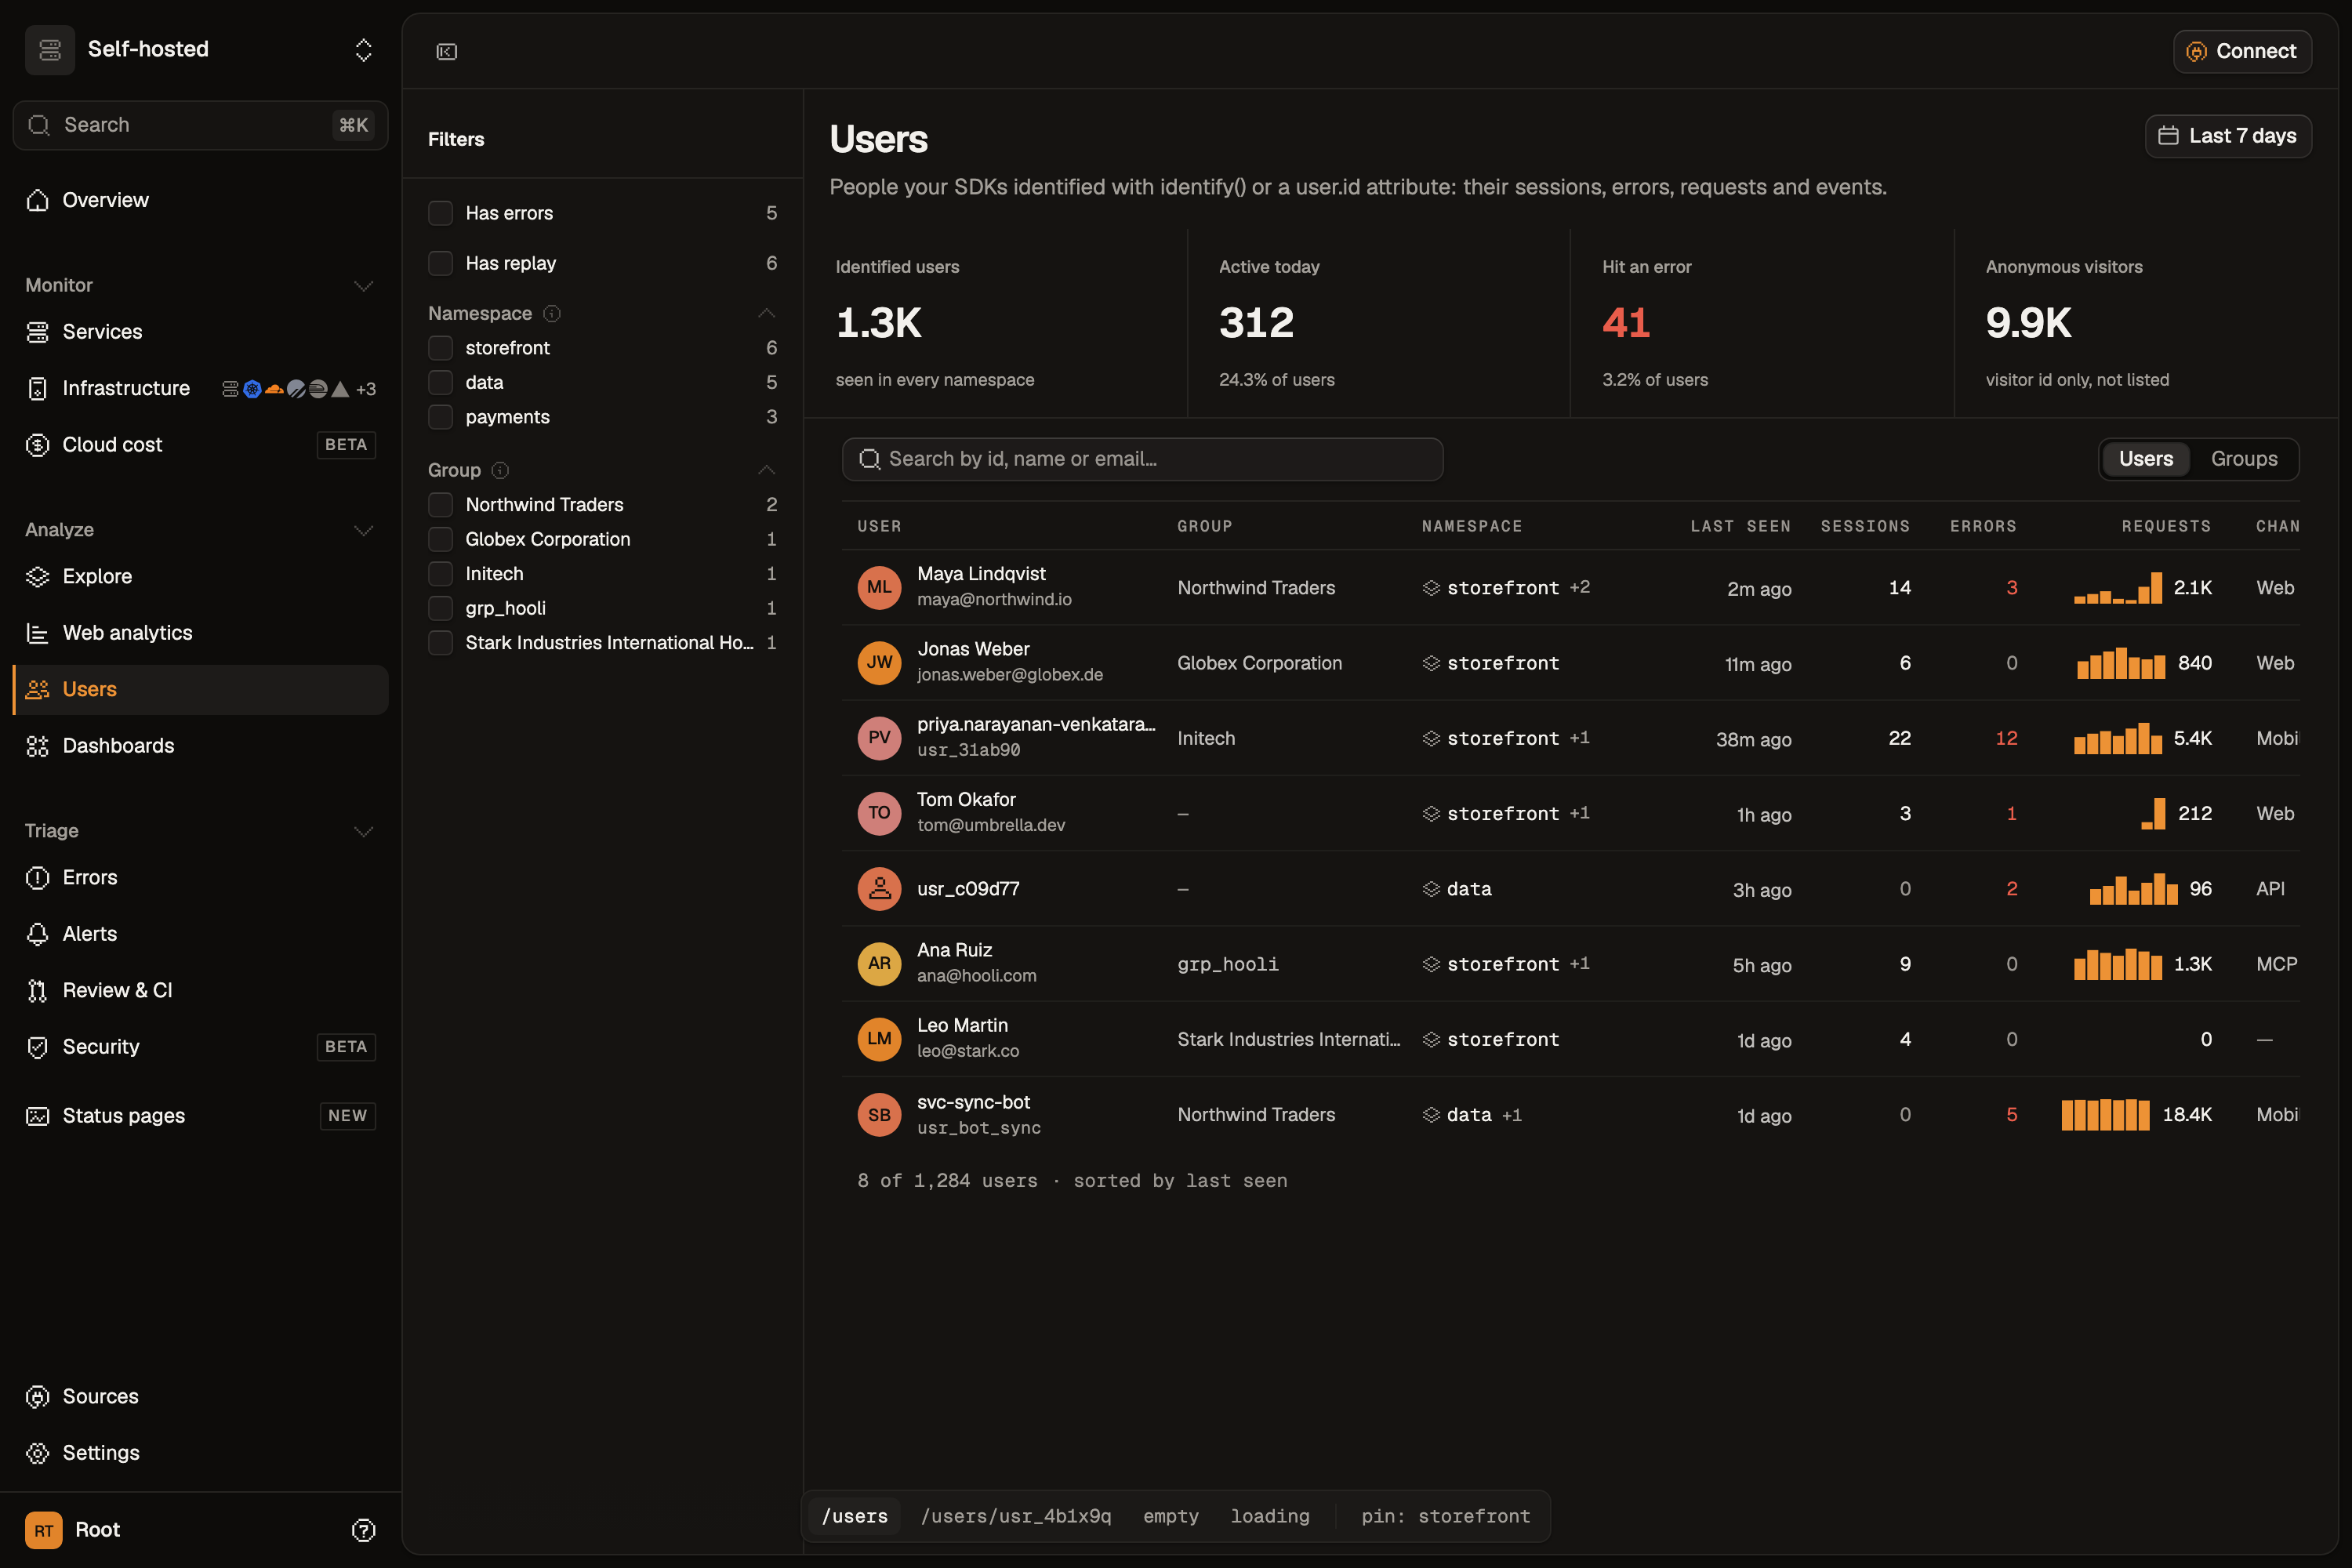 Self-hosted
Search
⌘K
Overview
Monitor
Services
Infrastructure
+3
Cloud cost
BETA
Analyze
Explore
Web analytics
Users
Dashboards
Triage
Errors
Alerts
Review & CI
Security
BETA
Status pages
NEW
Sources
Settings
RT
Root
Connect
Filters
Has errors 5
Has replay 6
Namespace
storefront 6
data 5
payments 3
Group
Northwind Traders 2
Globex Corporation 1
Initech 1
grp_hooli 1
Stark Industries International Ho... 1
Users
Last 7 days
People your SDKs identified with identify() or a user.id attribute: their sessions, errors, requests and events.
Identified users
1.3K
seen in every namespace
Active today
312
24.3% of users
Hit an error
41
3.2% of users
Anonymous visitors
9.9K
visitor id only, not listed
Search by id, name or email...
Users Groups
USER GROUP NAMESPACE LAST SEEN SESSIONS ERRORS REQUESTS CHAN
ML Maya Lindqvist
maya@northwind.io
Northwind Traders storefront +2 2m ago 14 3 2.1K Web
JW Jonas Weber
jonas.weber@globex.de
Globex Corporation storefront 11m ago 6 0 840 Web
PV priya.narayanan-venkatara...
usr_31ab90
Initech storefront +1 38m ago 22 12 5.4K Mobi
TO Tom Okafor
tom@umbrella.dev
— storefront +1 1h ago 3 1 212 Web
usr_c09d77 — data 3h ago 0 2 96 API
AR Ana Ruiz
ana@hooli.com
grp_hooli storefront +1 5h ago 9 0 1.3K MCP
LM Leo Martin
leo@stark.co
Stark Industries Internati... storefront 1d ago 4 0 0 —
SB svc-sync-bot
usr_bot_sync
Northwind Traders data +1 1d ago 0 5 18.4K Mobi
8 of 1,284 users · sorted by last seen
/users /users/usr_4b1x9q empty loading pin: storefront